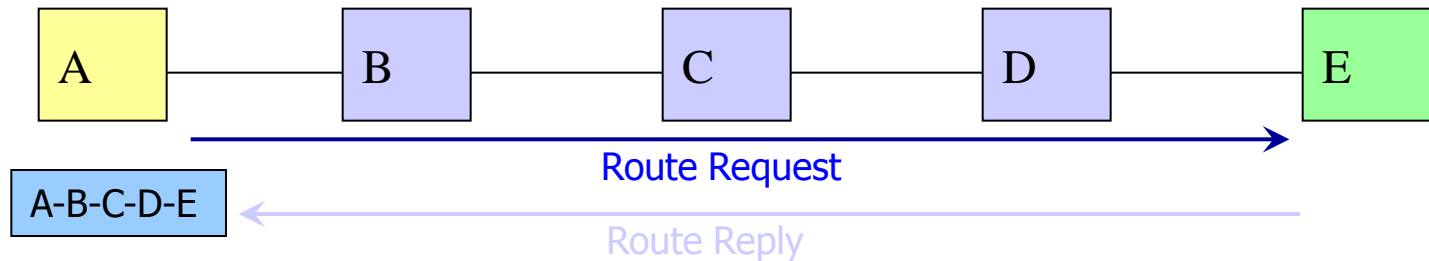 A
B
C
D
E
Route Request
A-B-C-D-E
Route Reply